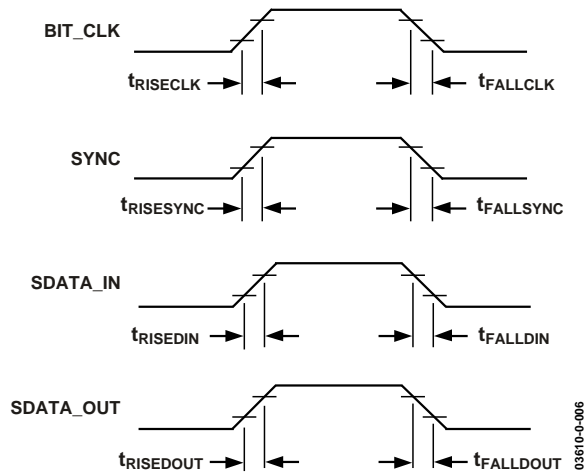 BIT_CLK
tRISECLK
tFALLCLK
SYNC
tRISESYNC
tFALLSYNC
SDATA_IN
tRISEDIN
tFALLDIN
SDATA_OUT
tRISEDOUT
tFALLDOUT
03610-0-006